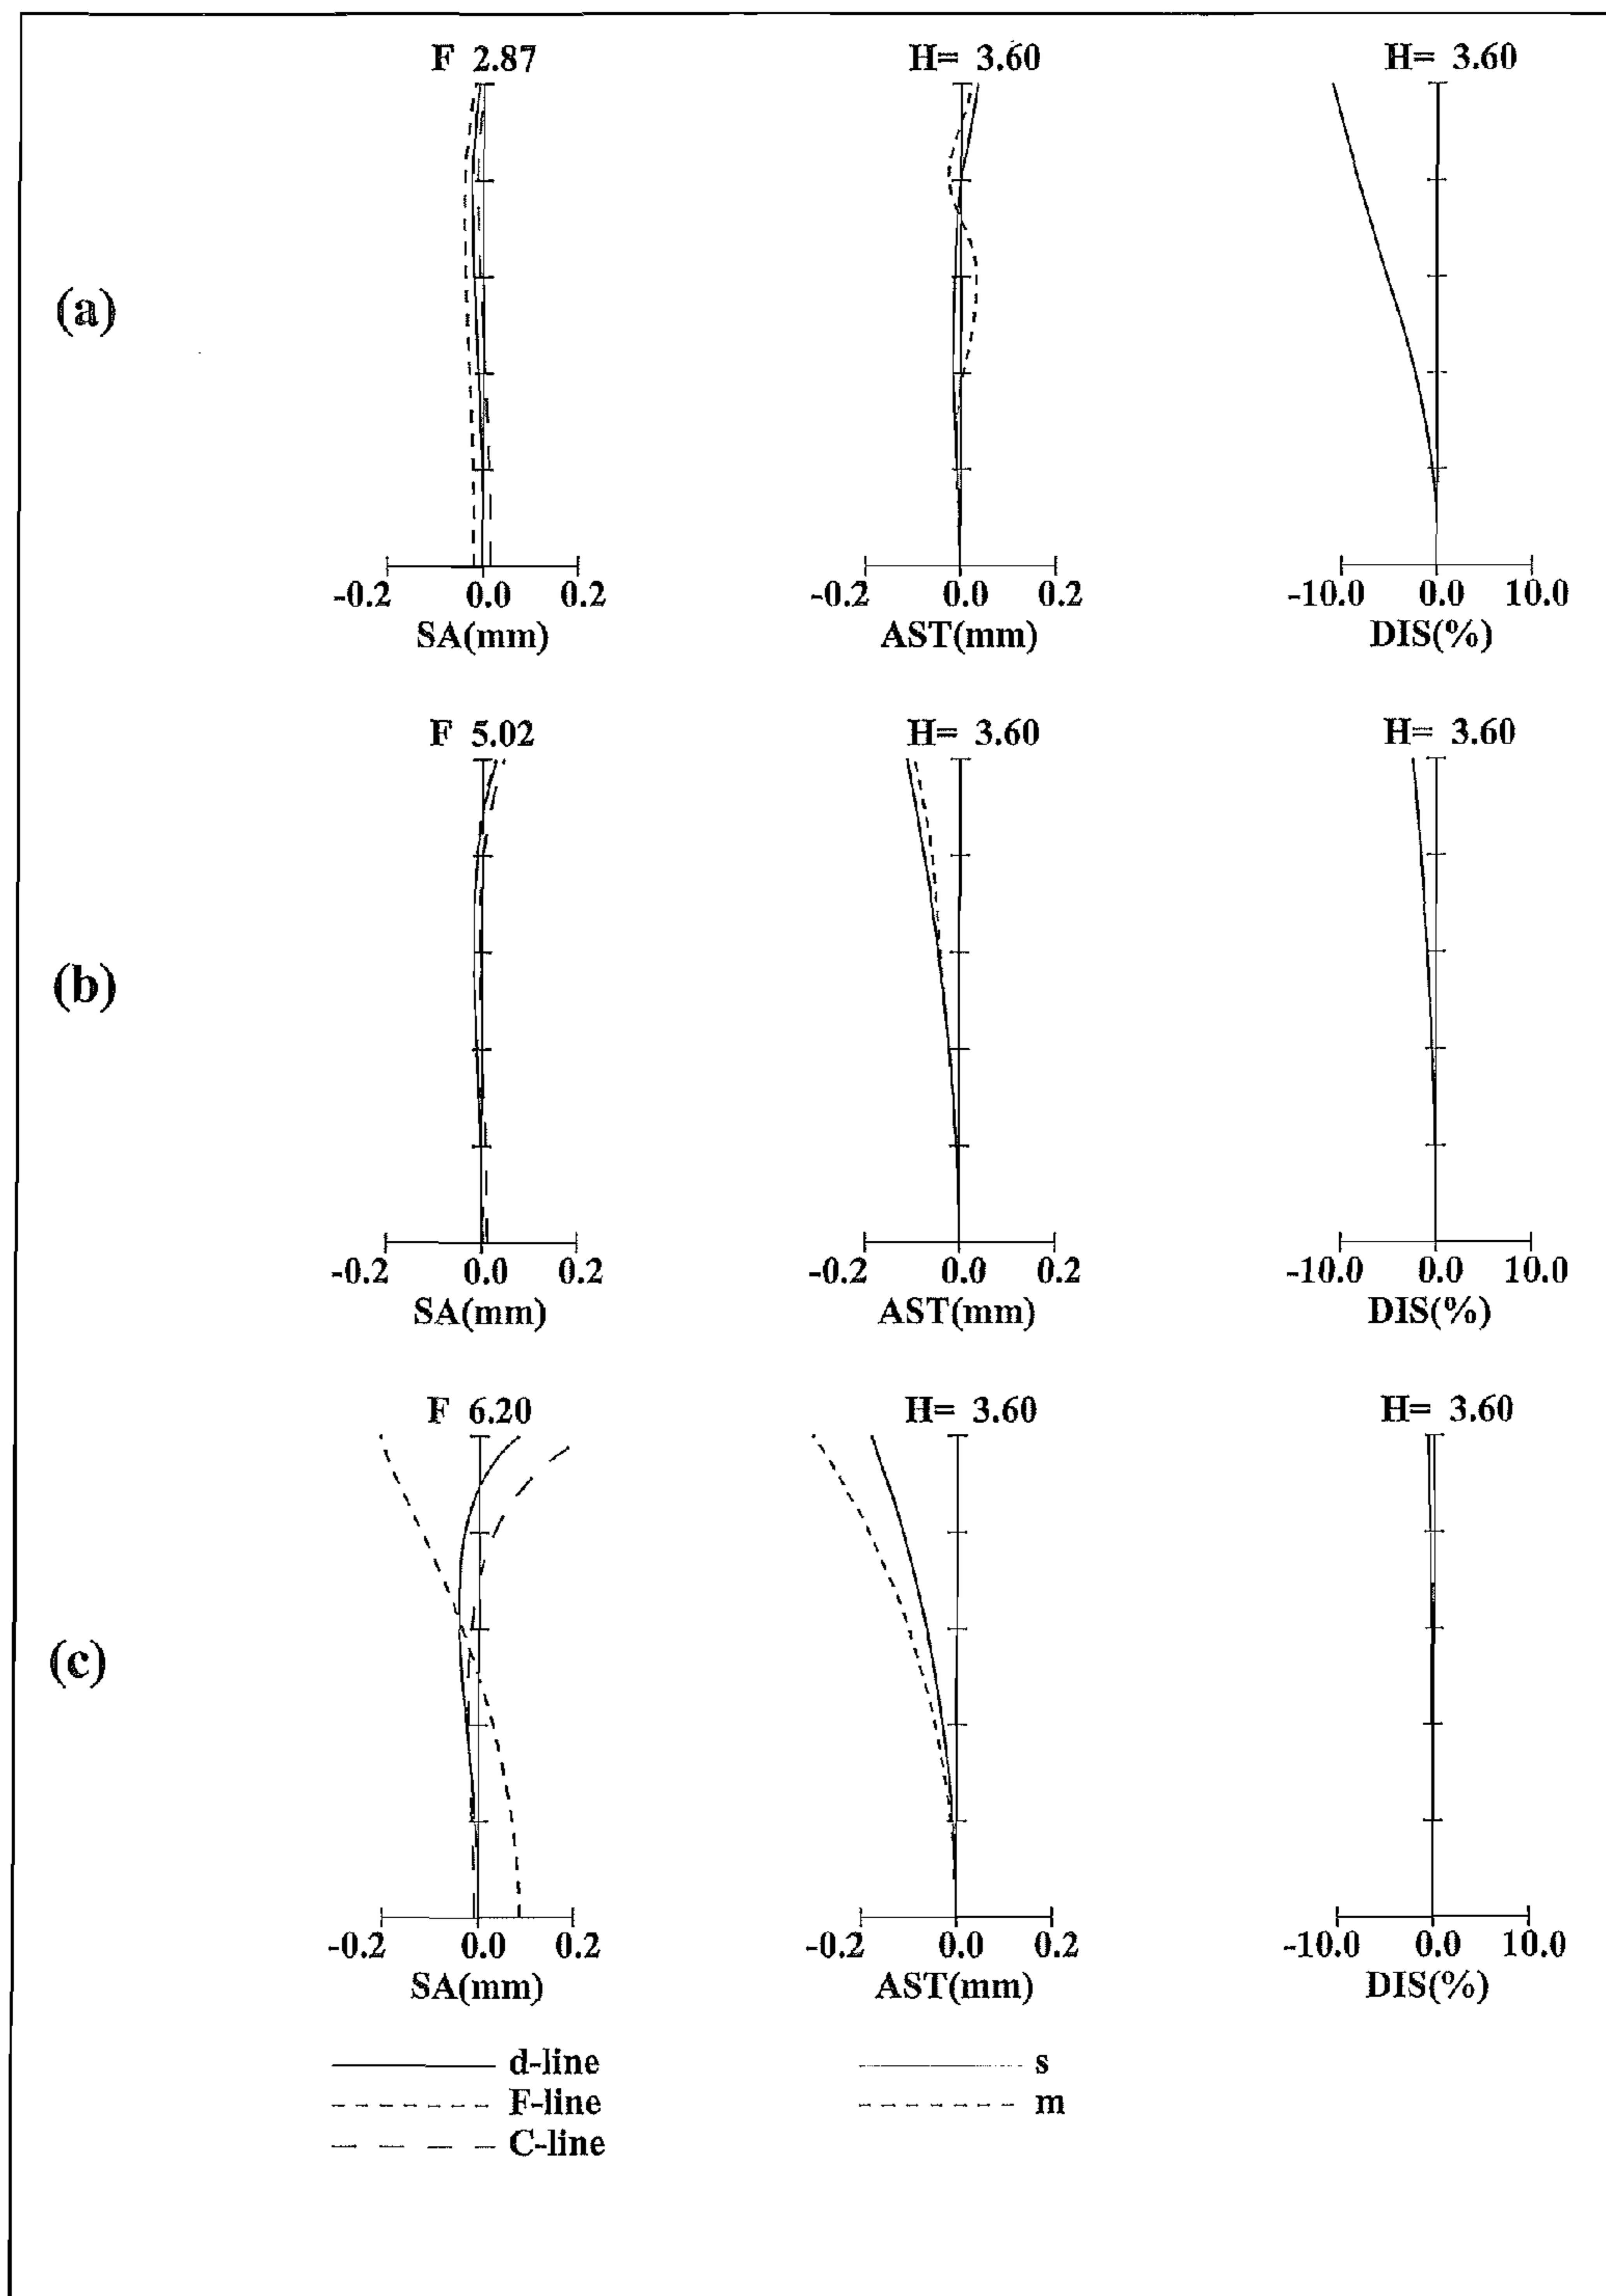 F 2.87 H= 3.60 H= 3.60
(a)
-0.2 0.0 0.2 -0.2 0.0 0.2 -10.0 0.0 10.0
SA(mm) AST(mm) DIS(%)
F 5.02 H= 3.60 H= 3.60
(b)
-0.2 0.0 0.2 -0.2 0.0 0.2 -10.0 0.0 10.0
SA(mm) AST(mm) DIS(%)
F 6.20 H= 3.60 H= 3.60
(c)
-0.2 0.0 0.2 -0.2 0.0 0.2 -10.0 0.0 10.0
SA(mm) AST(mm) DIS(%)
d-line s
F-line m
C-line